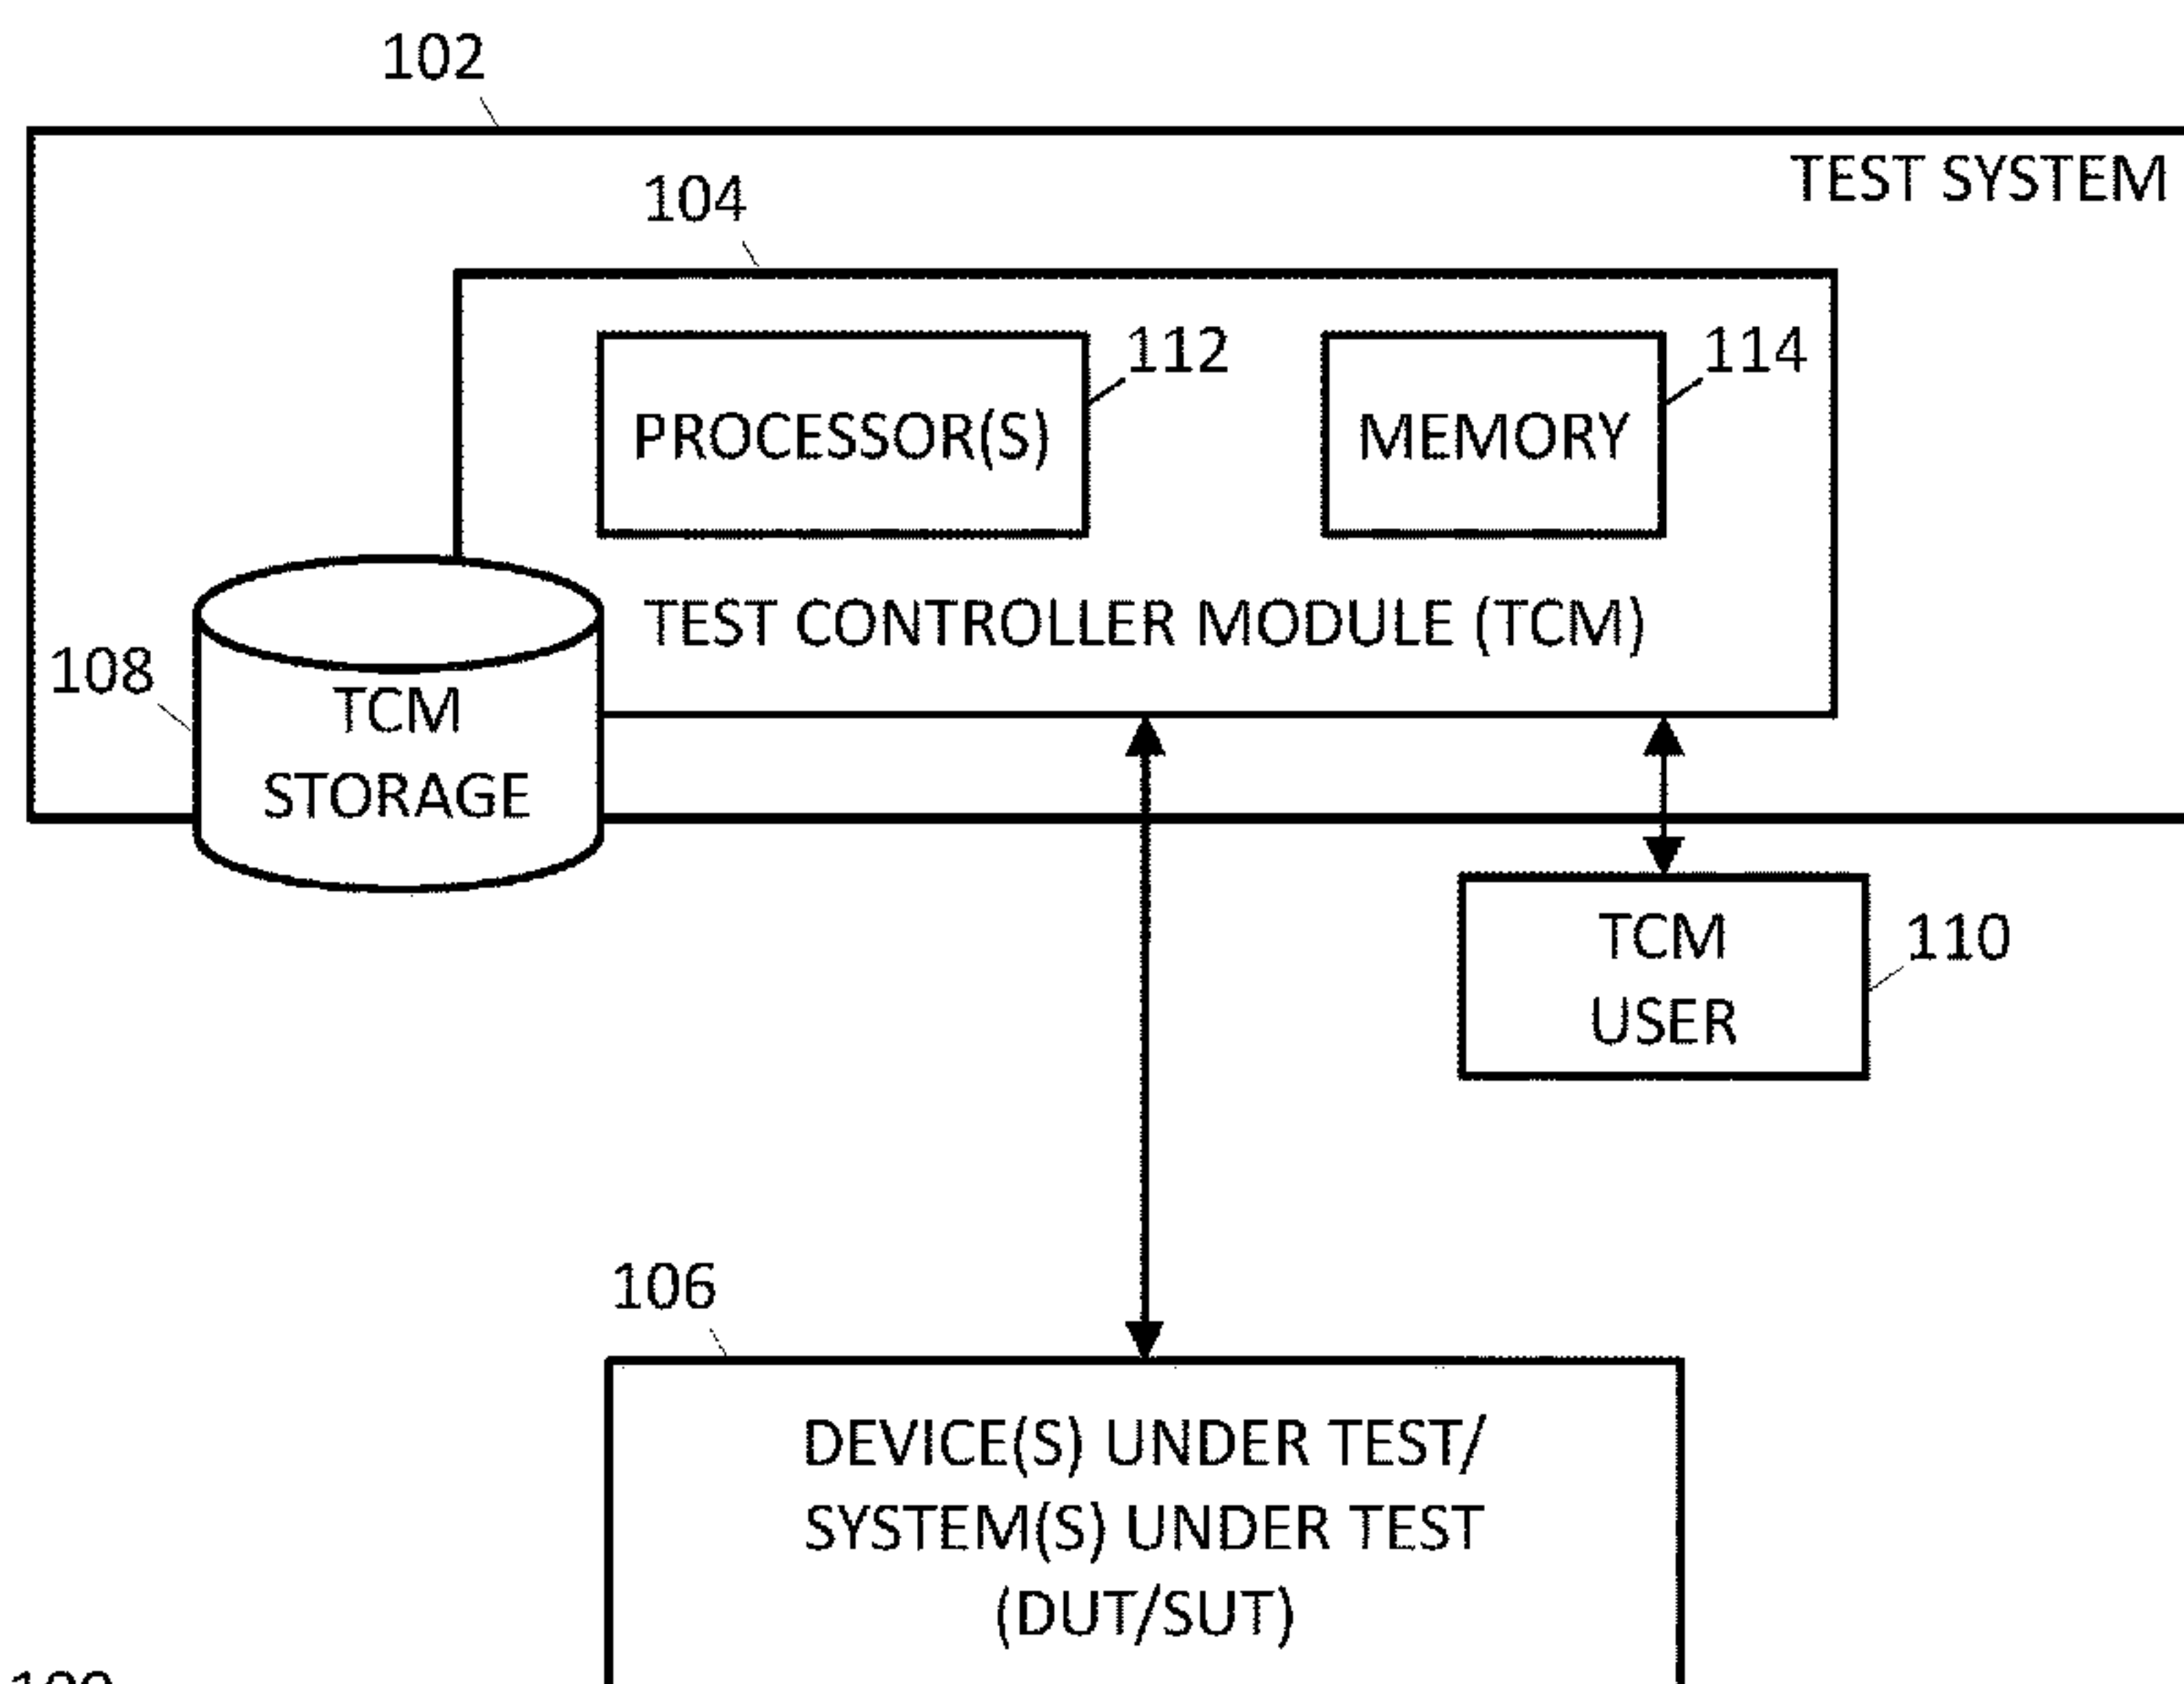 102
TEST SYSTEM
104
112
114
PROCESSOR(S)
MEMORY
TEST CONTROLLER MODULE (TCM)
108
TCM
STORAGE
TCM
USER
110
106
DEVICE(S) UNDER TEST/
SYSTEM(S) UNDER TEST
(DUT/SUT)